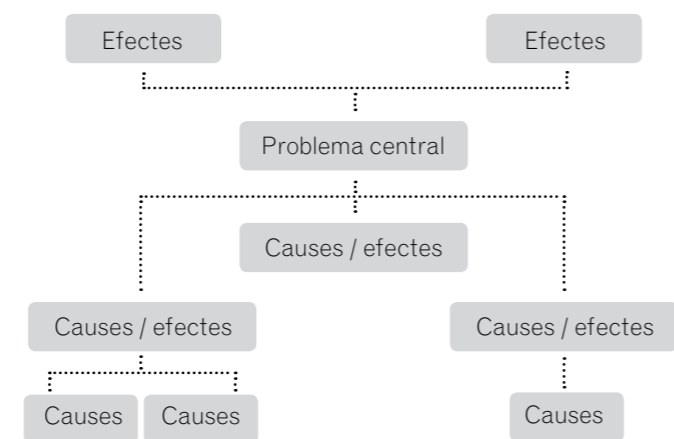 Efectes
Efectes
Problema central
Causes / efectes
Causes / efectes
Causes / efectes
Causes
Causes
Causes